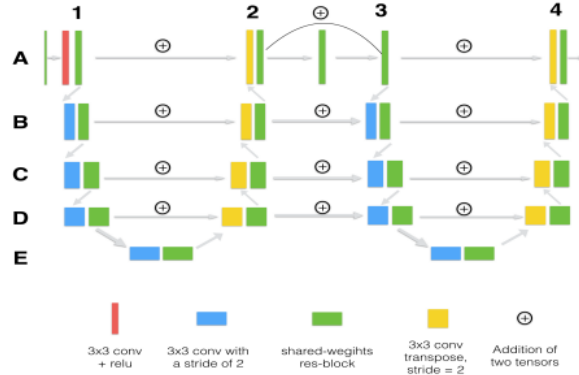 1 2 3 4
A
B
C
D
E
3x3 conv
+ relu
3x3 conv with
a stride of 2
shared-wegihts
res-block
3x3 conv
transpose,
stride = 2
Addition of
two tensors